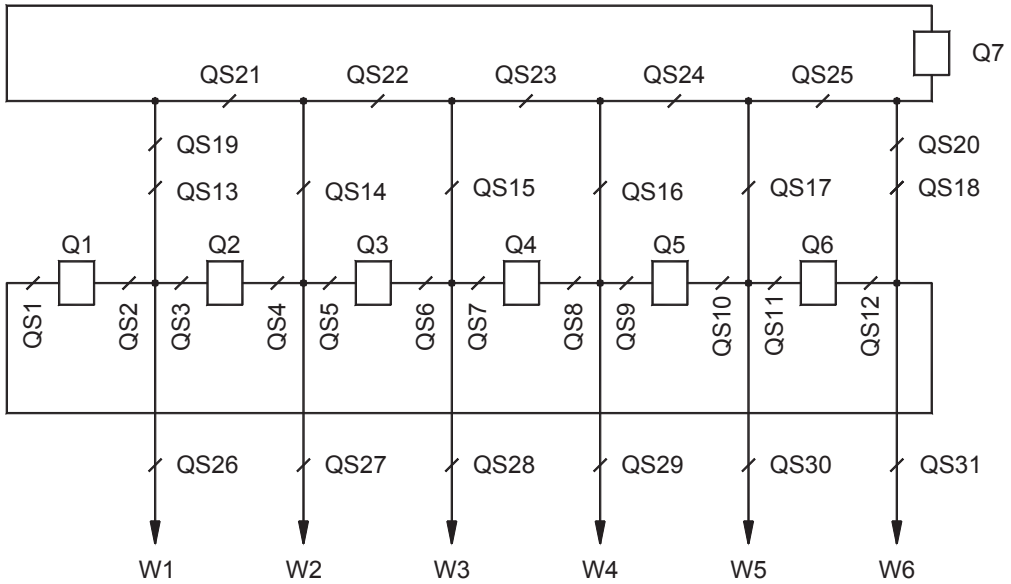 Q7
QS21 QS22 QS23 QS24 QS25
QS19 QS20
QS13 QS14 QS15 QS16 QS17 QS18
Q1 Q2 Q3 Q4 Q5 Q6
QS1 QS2 QS3 QS4 QS5 QS6 QS7 QS8 QS9 QS10 QS11 QS12
QS26 QS27 QS28 QS29 QS30 QS31
W1 W2 W3 W4 W5 W6